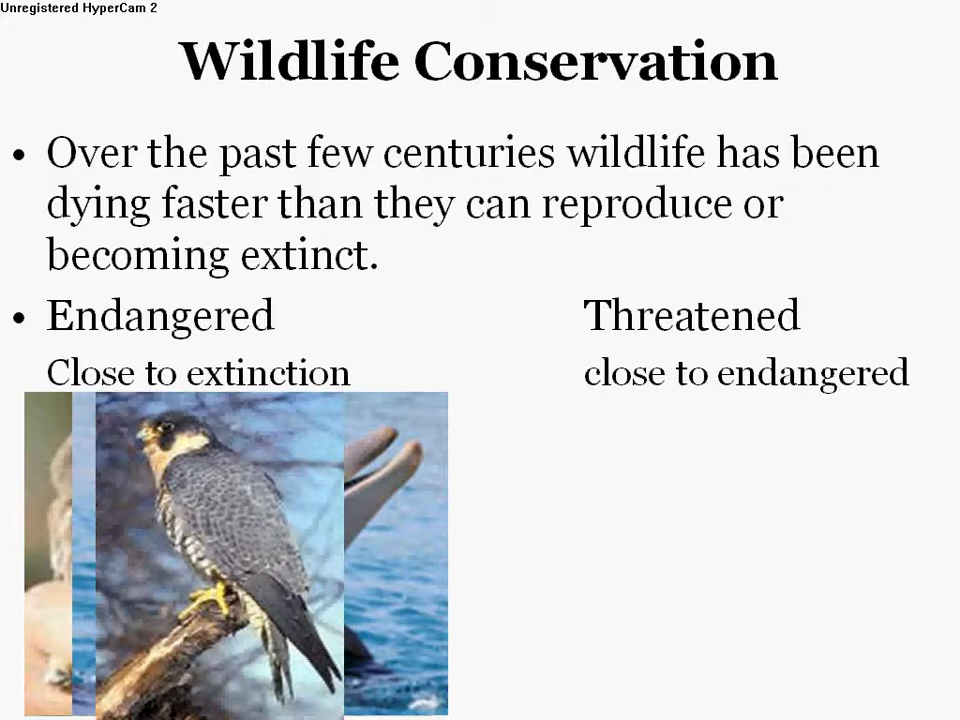 Unregistered HyperCam 2
Wildlife Conservation
• Over the past few centuries wildlife has been
dying faster than they can reproduce or
becoming extinct.
• Endangered Threatened
Close to extinction close to endangered